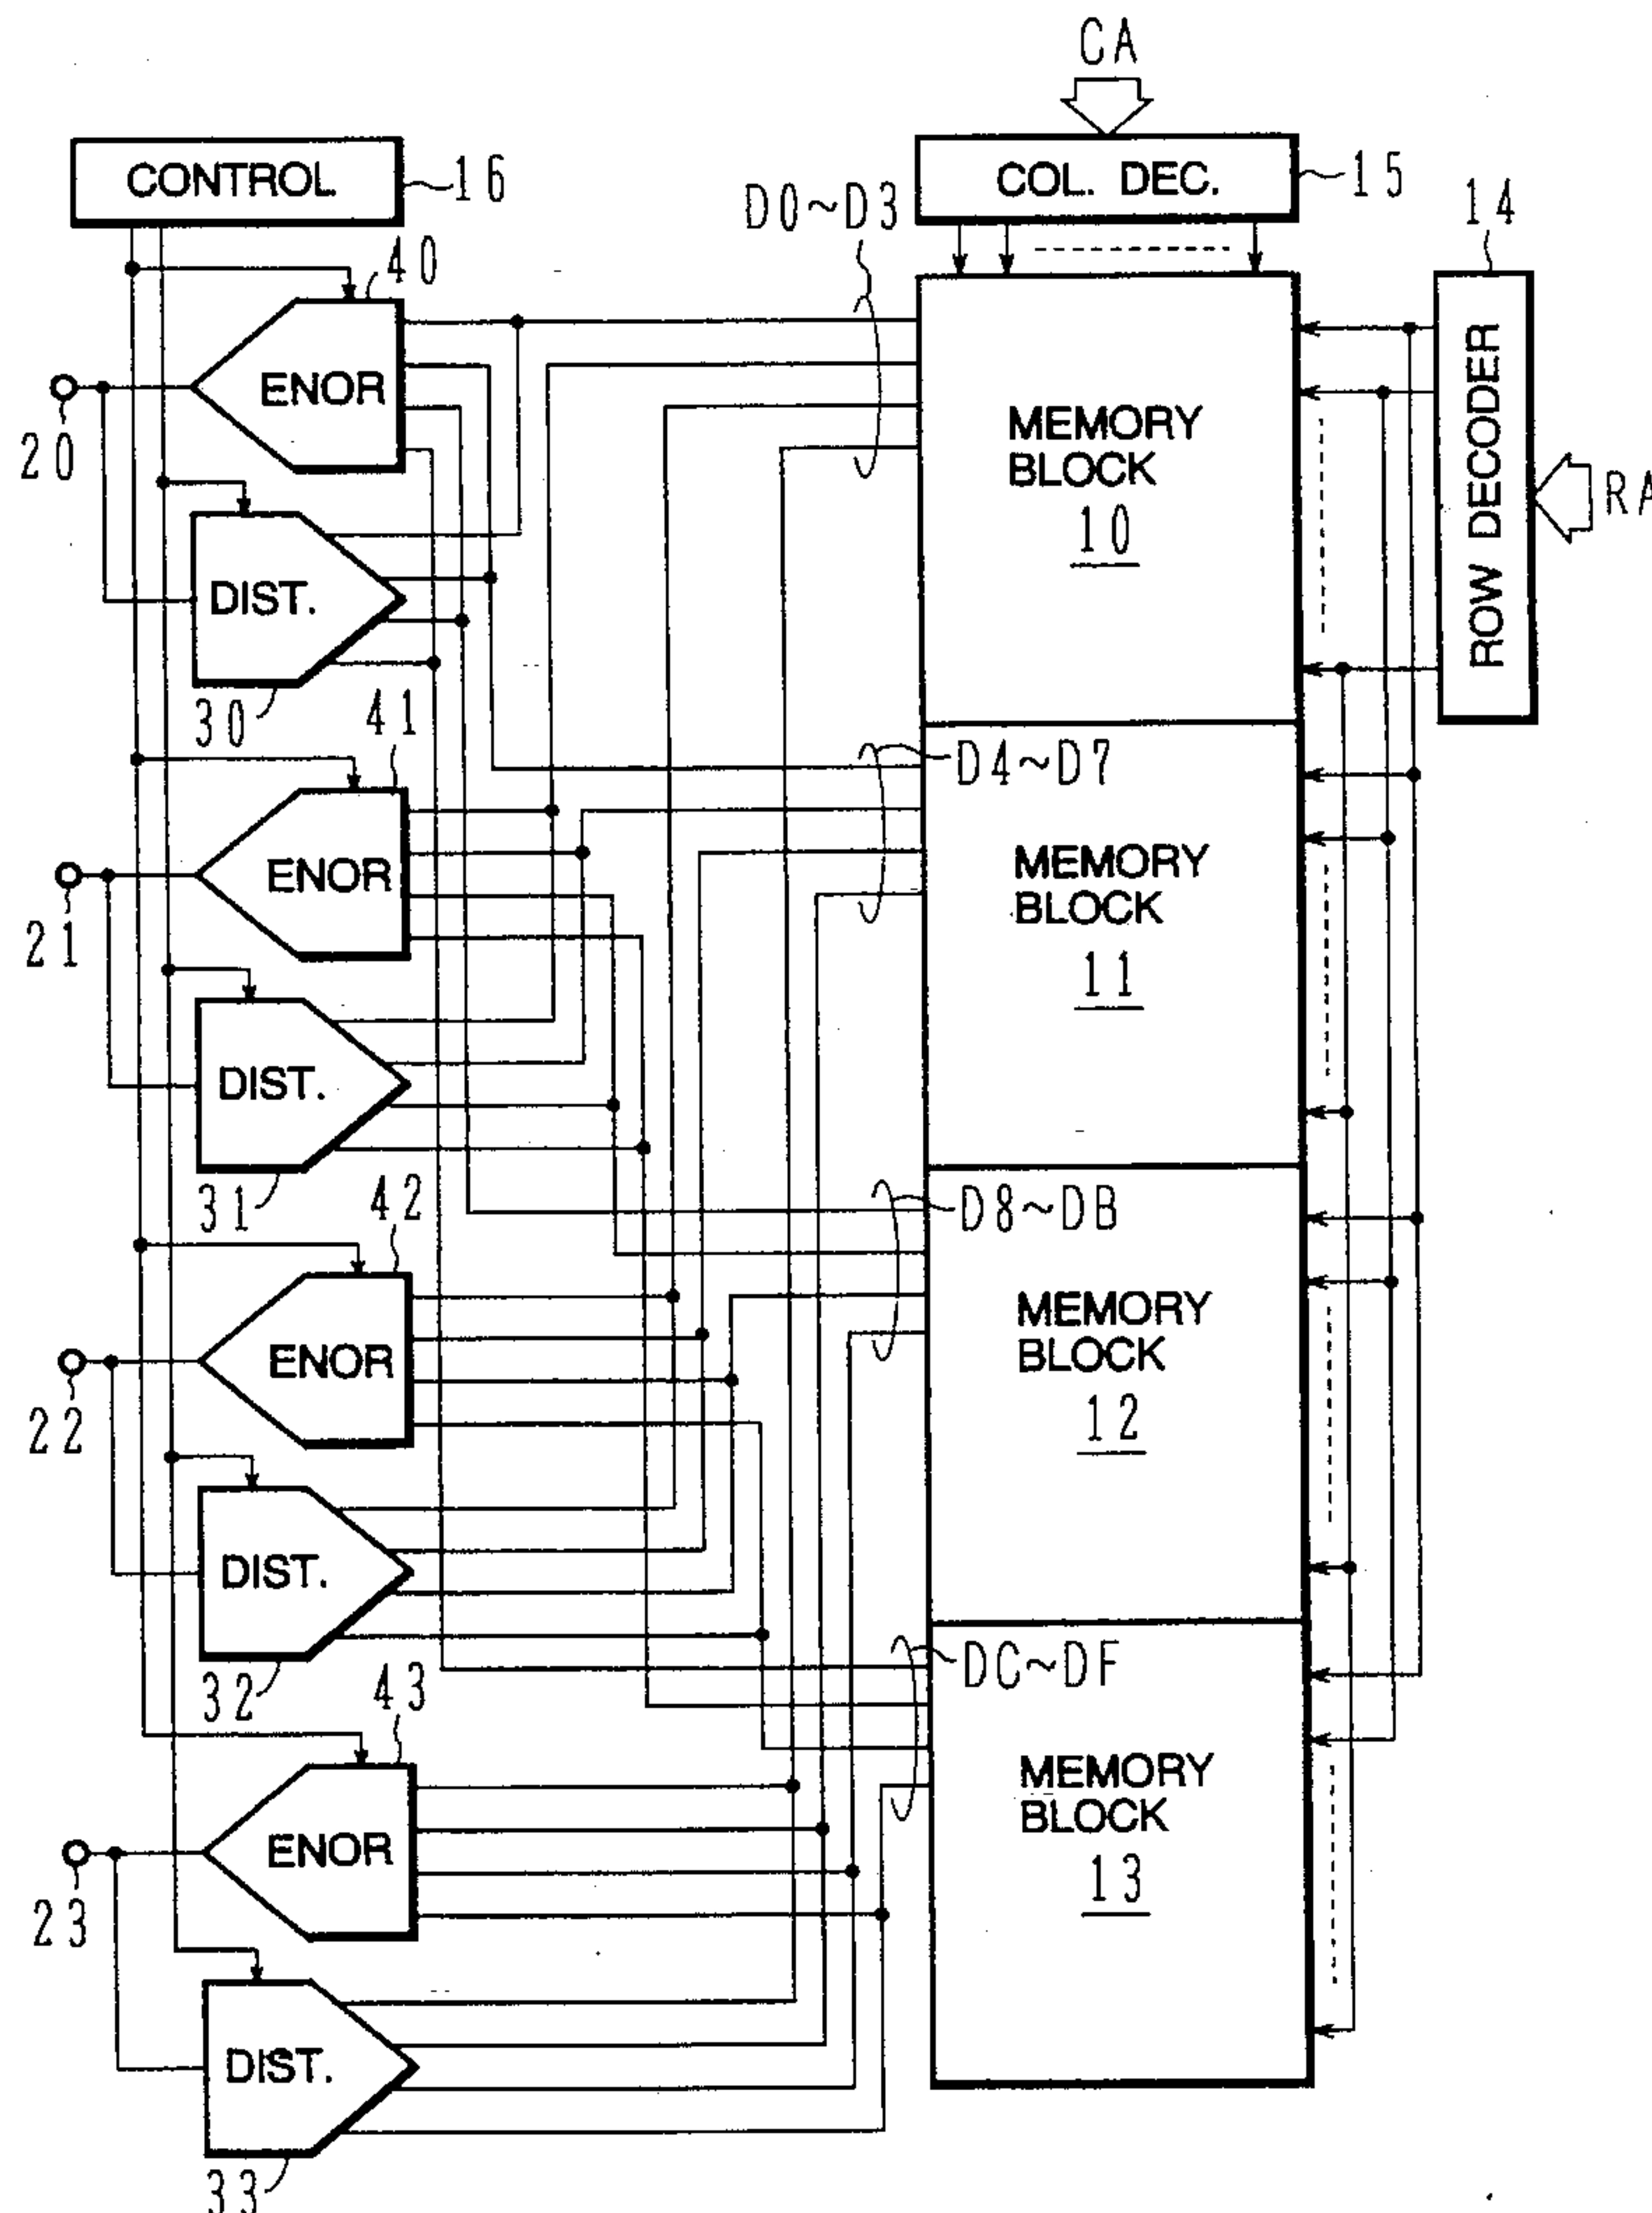 CA
CONTROL
16
COL. DEC.
15
D0~D3
14
40
ENOR
20
MEMORY
BLOCK
10
ROW DECODER
RA
DIST.
30
41
D4~D7
ENOR
21
MEMORY
BLOCK
11
DIST.
31
42
D8~DB
ENOR
22
MEMORY
BLOCK
12
DIST.
32
43
DC~DF
ENOR
23
MEMORY
BLOCK
13
DIST.
33